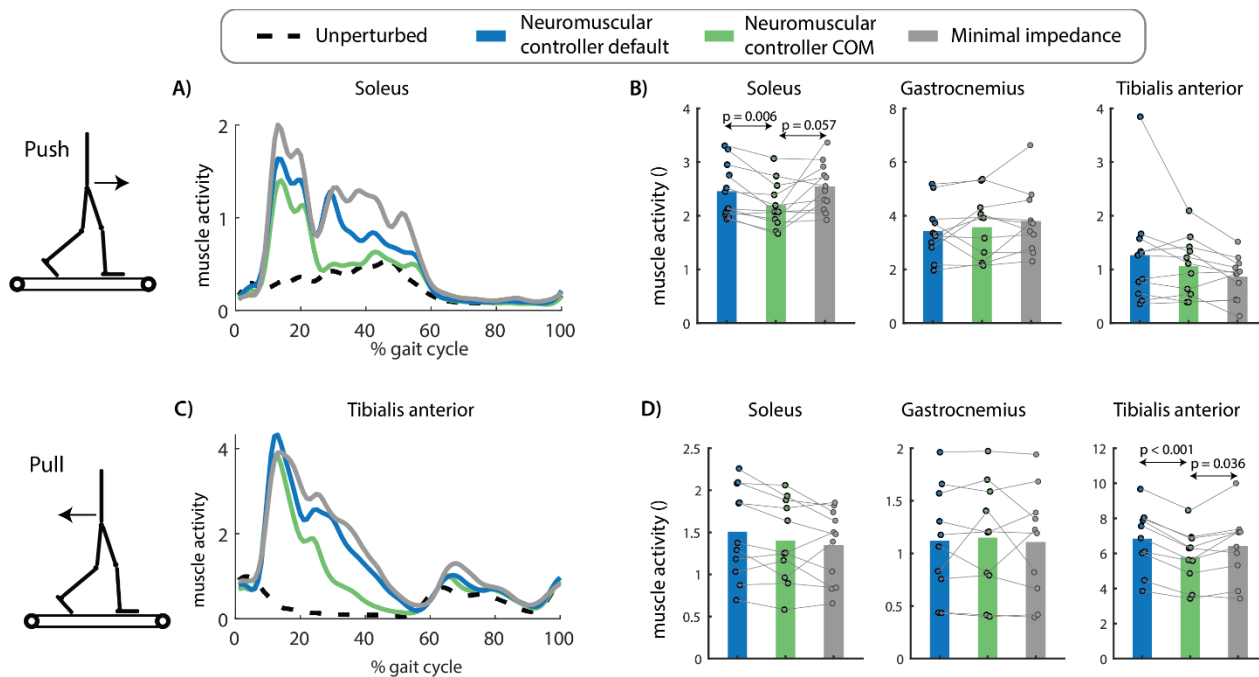 Unperturbed
Neuromuscular
controller default
Neuromuscular
controller COM
Minimal impedance
A)
Soleus
Push
muscle activity
2
1
0
0
20
40
60
80
100
% gait cycle
B)
Soleus
muscle activity ()
4
3
2
1
0
p = 0.006
p = 0.057
Gastrocnemius
8
6
4
2
0
Tibialis anterior
4
3
2
1
0
C)
Tibialis anterior
Pull
muscle activity
4
2
0
0
20
40
60
80
100
% gait cycle
D)
Soleus
muscle activity ()
2.5
2
1.5
1
0.5
0
Gastrocnemius
2
1.5
1
0.5
0
Tibialis anterior
12
10
8
6
4
2
0
p < 0.001
p = 0.036